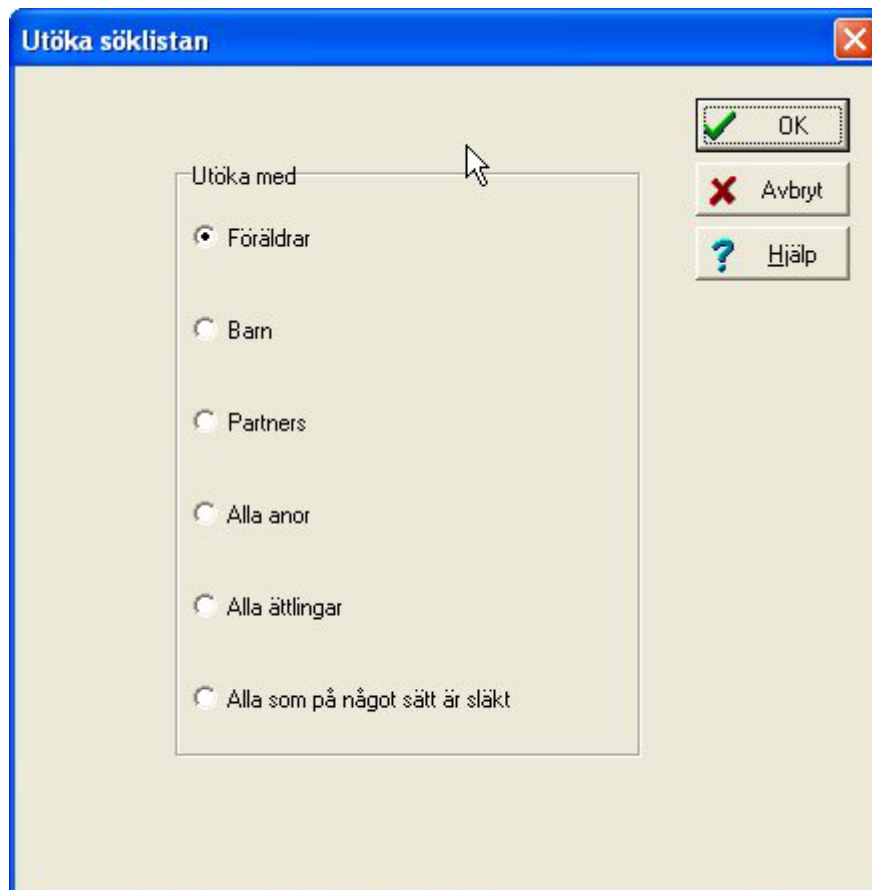 Utöka söklistan
OK
Utöka med
Avbryt
Föräldrar
Hjälp
Barn
Partners
Alla anor
Alla ättlingar
Alla som på något sätt är släkt